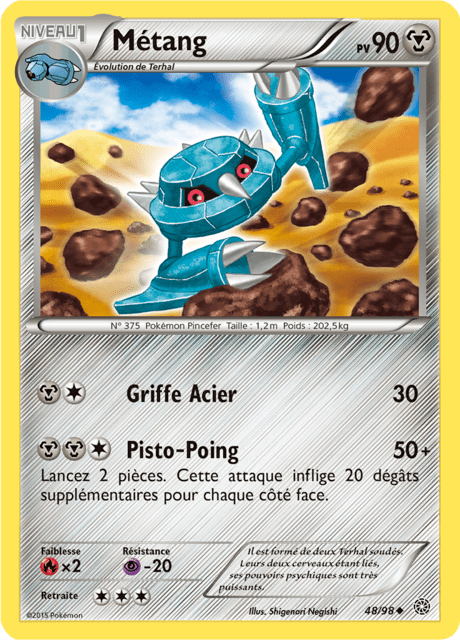 NIVEAU 1
Métang
PV 90
Évolution de Terhal
N° 375 Pokémon Pincefer Taille : 1,2m Poids : 202,5kg
Griffe Acier 30
Pisto-Poing 50+
Lancez 2 pièces. Cette attaque inflige 20 dégâts
supplémentaires pour chaque côté face.
Faiblesse
×2
Résistance
-20
Retraite
Il est formé de deux Terhal soudés.
Leurs deux cerveaux étant liés,
ses pouvoirs psychiques sont très
puissants.
©2015 Pokémon
Illus. Shigenori Negishi
48/98